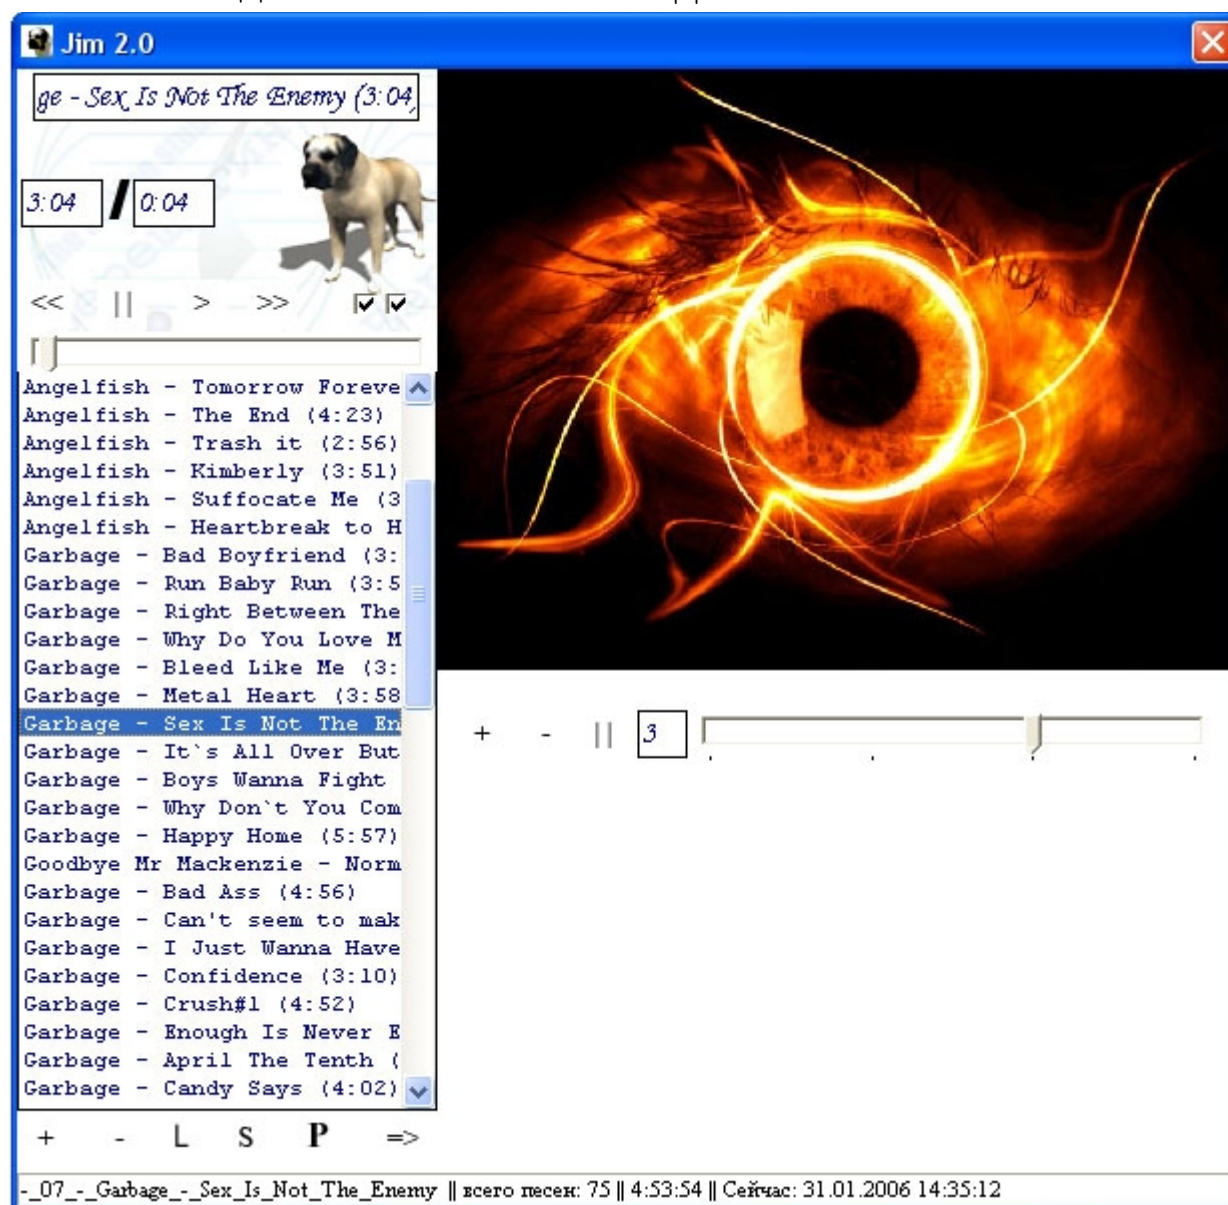 Jim 2.0
ge - Sex Is Not The Enemy (3:04)
3:04 / 0:04
<< || > >>
Angelfish - Tomorrow Foreve
Angelfish - The End (4:23)
Angelfish - Trash it (2:56)
Angelfish - Kimberly (3:51)
Angelfish - Suffocate Me (3
Angelfish - Heartbreak to H
Garbage - Bad Boyfriend (3:
Garbage - Run Baby Run (3:5
Garbage - Right Between The
Garbage - Why Do You Love M
Garbage - Bleed Like Me (3:
Garbage - Metal Heart (3:58
Garbage - Sex Is Not The En
Garbage - It`s All Over But
Garbage - Boys Wanna Fight
Garbage - Why Don`t You Com
Garbage - Happy Home (5:57)
Goodbye Mr Mackenzie - Norm
Garbage - Bad Ass (4:56)
Garbage - Can't seem to mak
Garbage - I Just Wanna Have
Garbage - Confidence (3:10)
Garbage - Crush#1 (4:52)
Garbage - Enough Is Never E
Garbage - April The Tenth (
Garbage - Candy Says (4:02)
+ - || 3
+ - L S P =>
-_07_-_Garbage_-_Sex_Is_Not_The_Enemy || всего песен: 75 || 4:53:54 || Сейчас: 31.01.2006 14:35:12